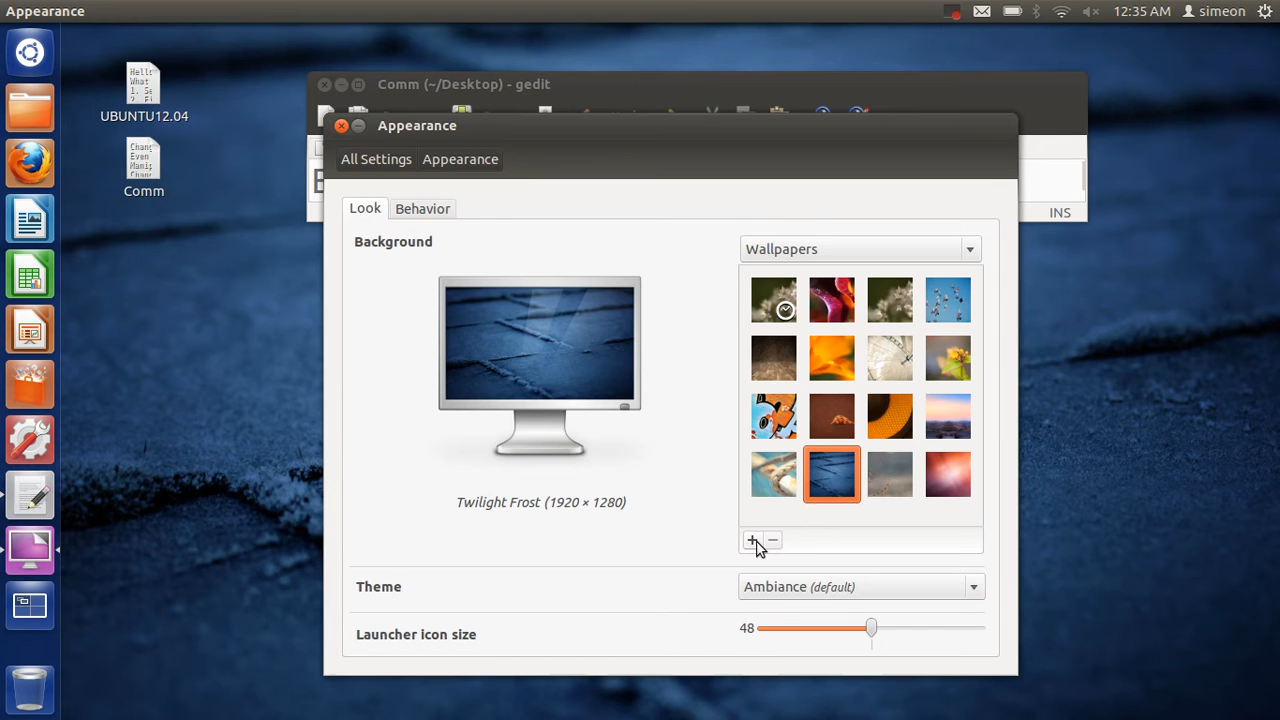 Appearance
12:35 AM
simeon
UBUNTU12.04
Comm
Comm (~/Desktop) - gedit
INS
Appearance
All Settings Appearance
Look Behavior
Background
Wallpapers
Twilight Frost (1920 × 1280)
Theme
Ambiance (default)
Launcher icon size
48